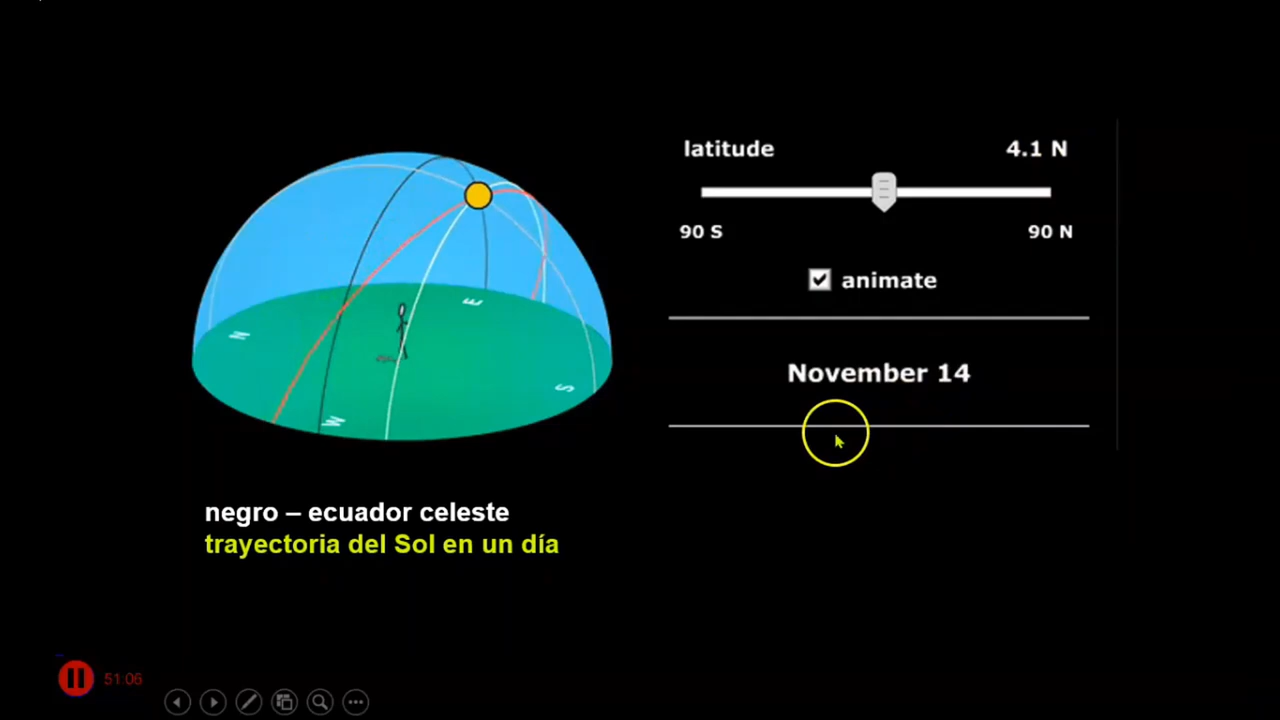 latitude 4.1 N
90 S 90 N
animate
November 14
N
E
S
W
negro – ecuador celeste
trayectoria del Sol en un día
51:06